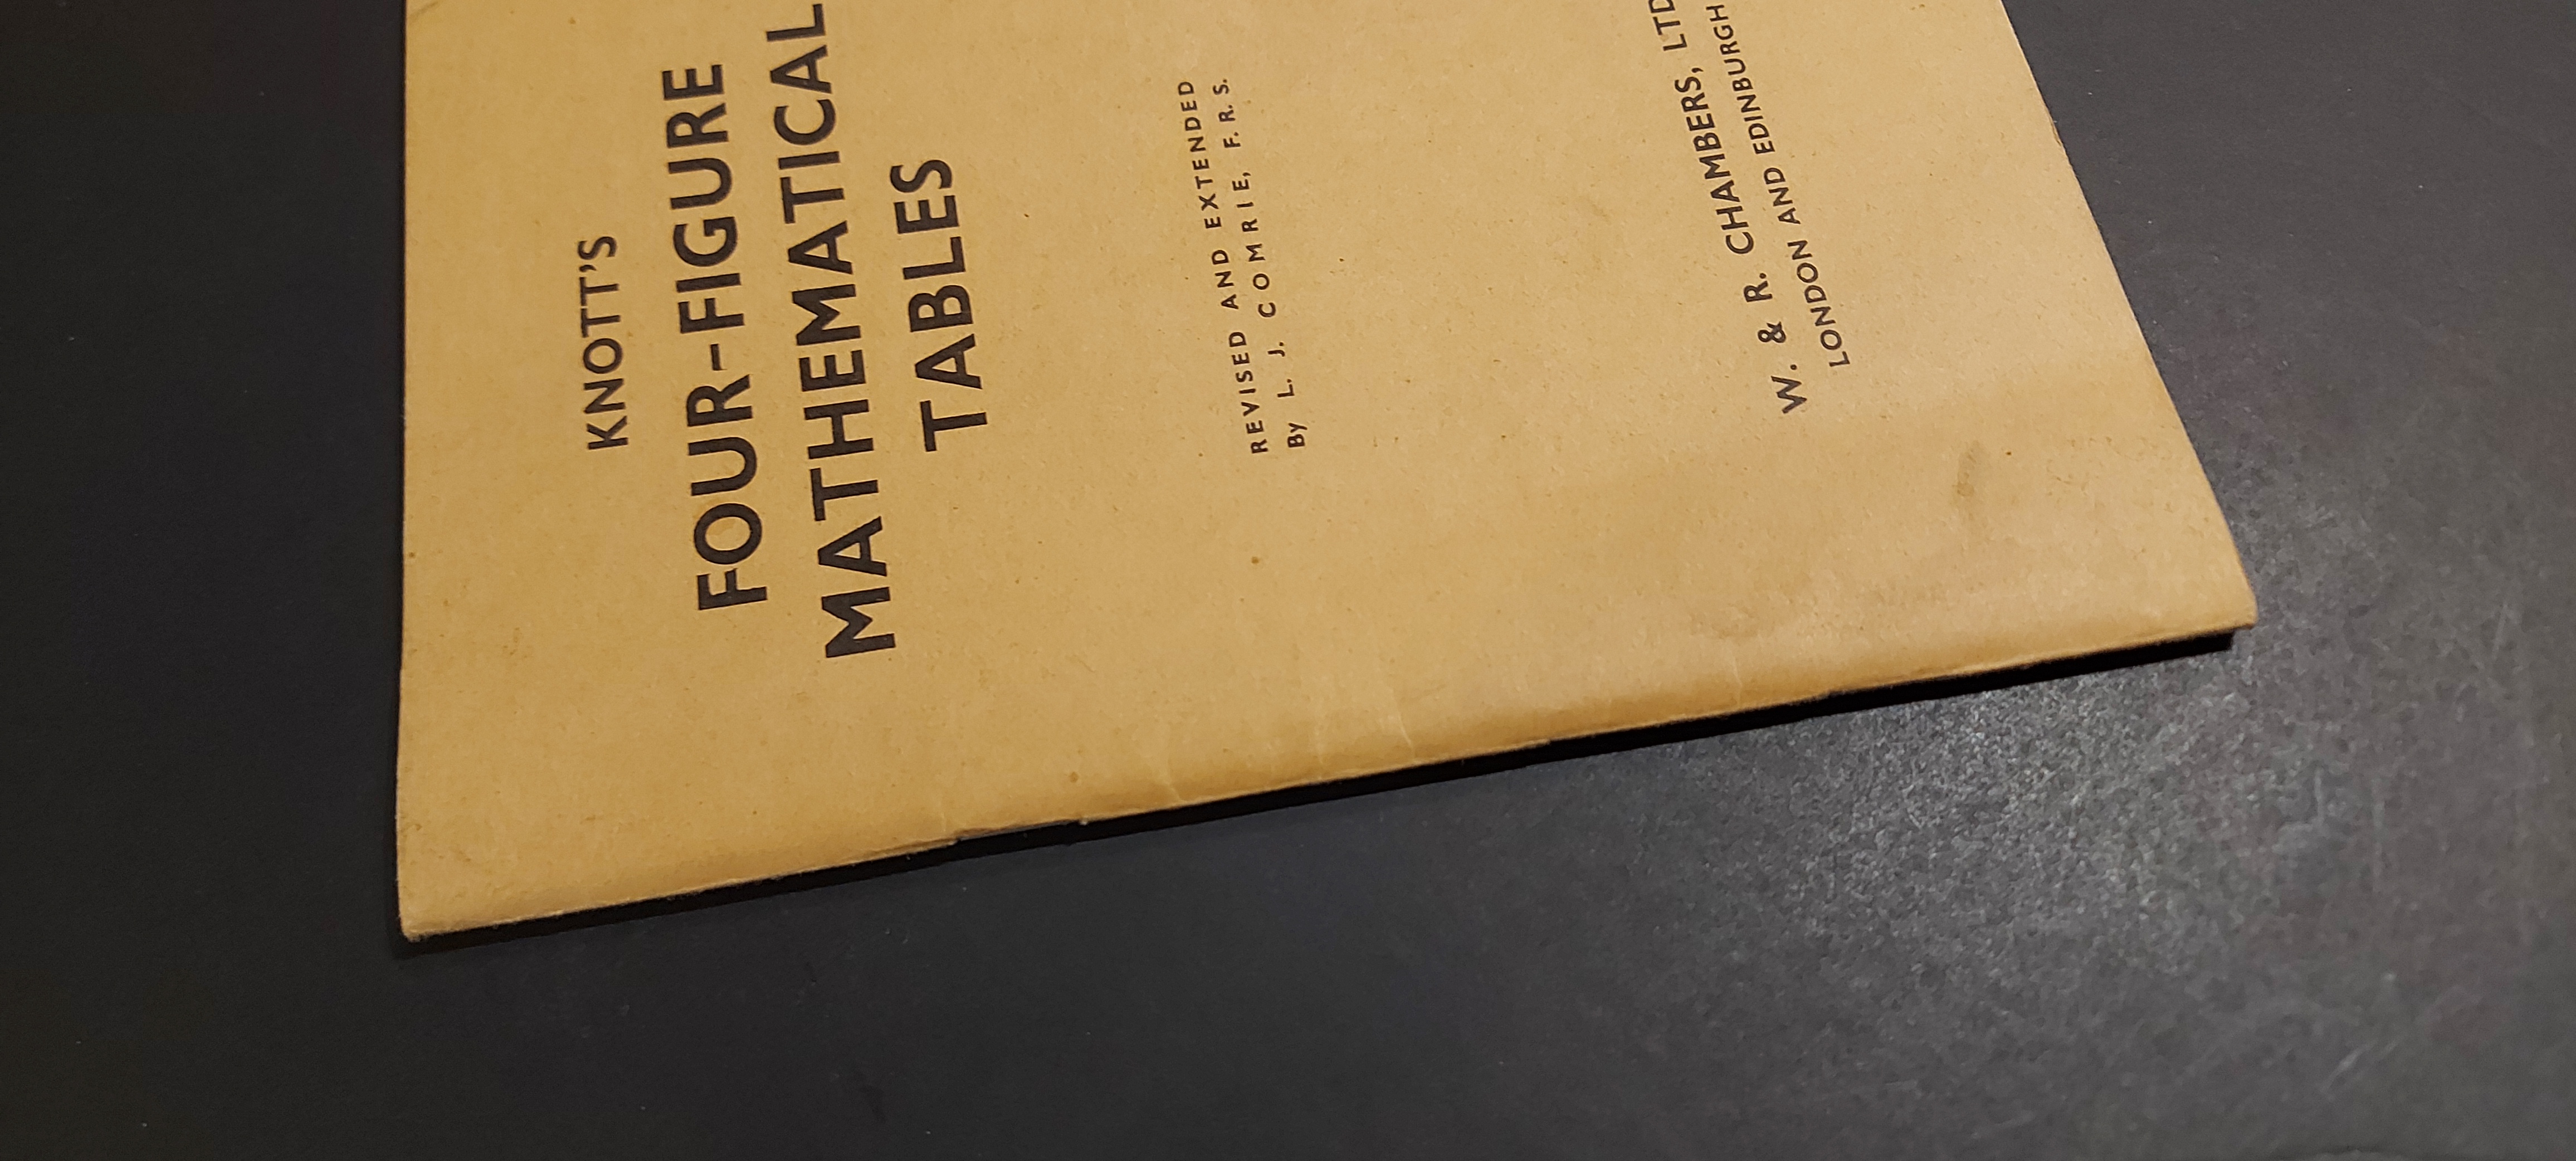 KNOTT'S
FOUR-FIGURE
MATHEMATICAL
TABLES
REVISED AND EXTENDED
By L. J. COMRIE, F.R.S.
W. & R. CHAMBERS, LTD
LONDON AND EDINBURGH